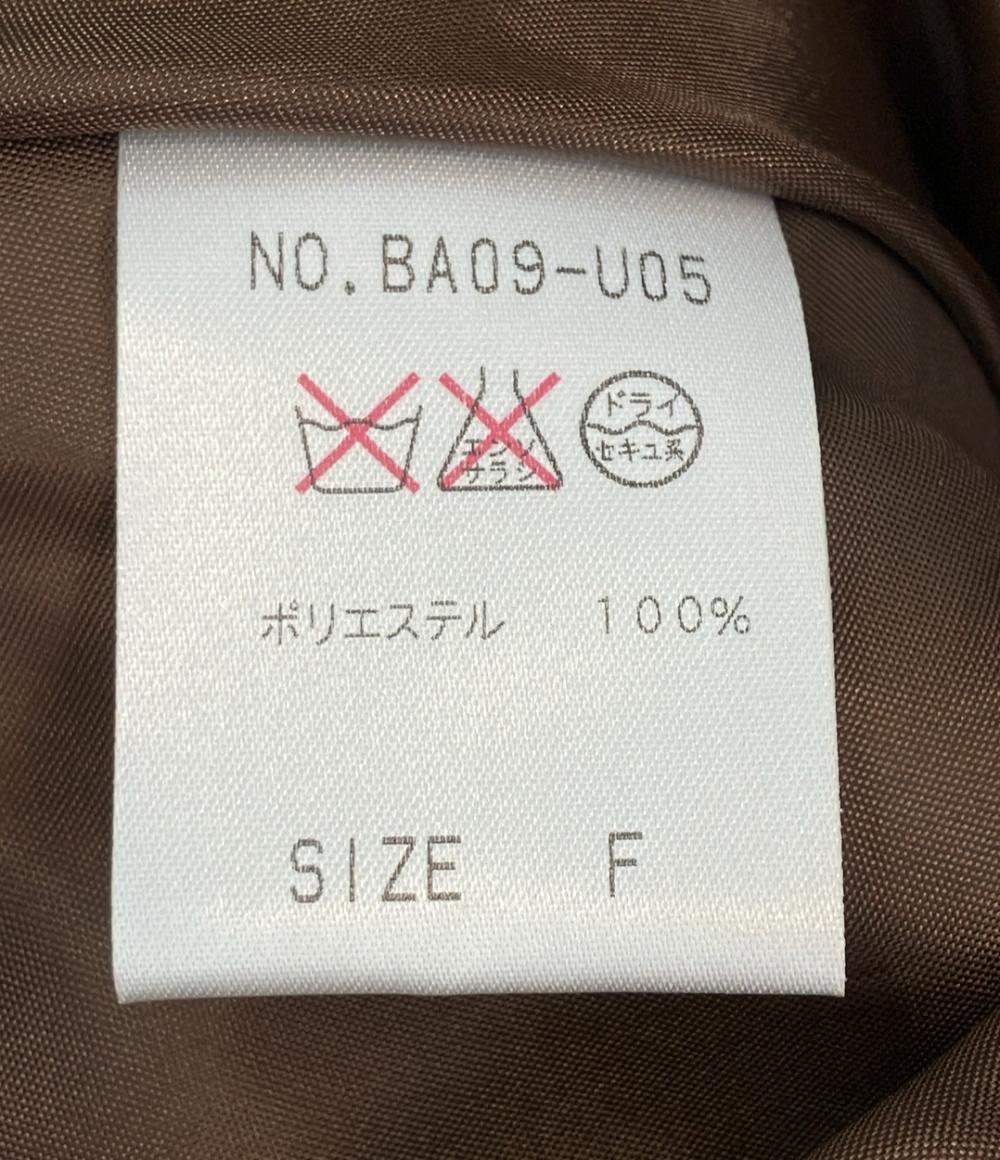 NO.BA09-U05
エンソ
サラシ
ドライ
セキユ系
ポリエステル 100%
SIZE F